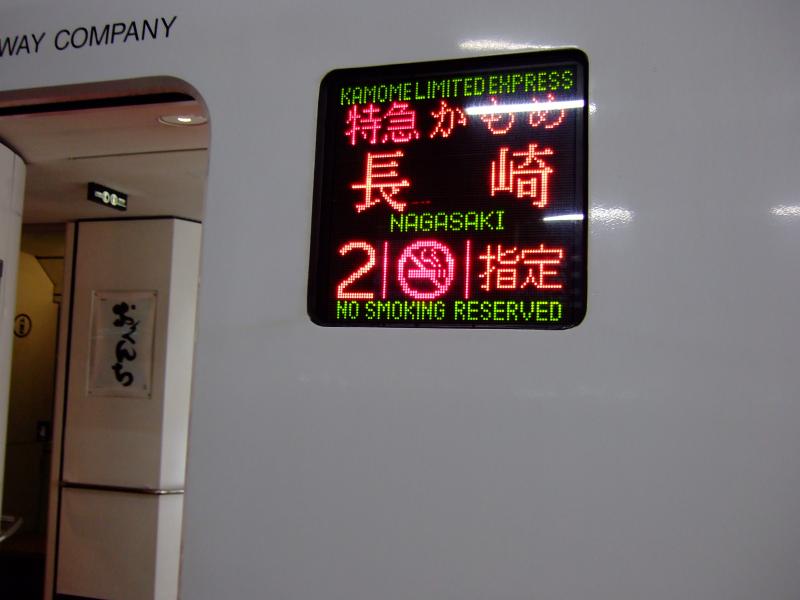 WAY COMPANY
KAMOME LIMITED EXPRESS
特急 かもめ
長 崎
NAGASAKI
2 指定
NO SMOKING RESERVED
おくんち